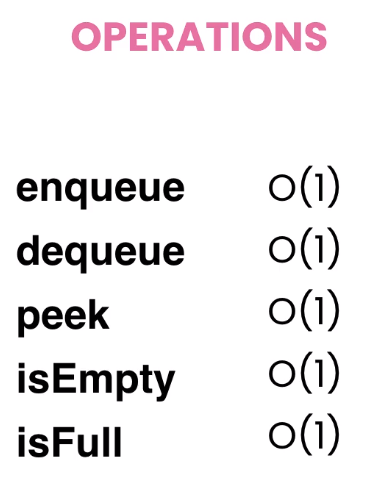 OPERATIONS
enqueue O(1)
dequeue O(1)
peek O(1)
isEmpty O(1)
isFull O(1)